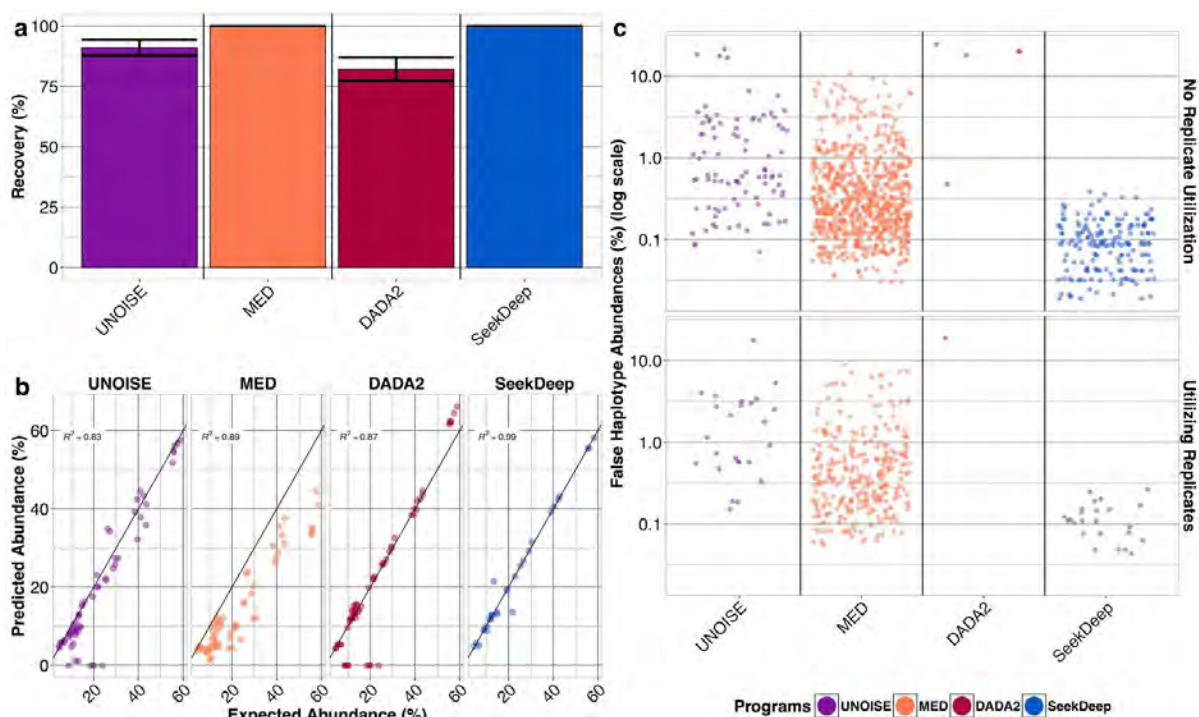 a
Recovery (%)
100
75
50
25
0
UNOISE
MED
DADA2
SeekDeep
b
UNOISE
MED
DADA2
SeekDeep
Predicted Abundance (%)
60
40
20
0
R² = 0.83
R² = 0.89
R² = 0.87
R² = 0.99
20
40
60
20
40
60
20
40
60
20
40
60
Expected Abundance (%)
c
False Haplotype Abundances (%) (log scale)
10.0
1.0
0.1
No Replicate Utilization
10.0
1.0
0.1
Utilizing Replicates
UNOISE
MED
DADA2
SeekDeep
Programs UNOISE MED DADA2 SeekDeep